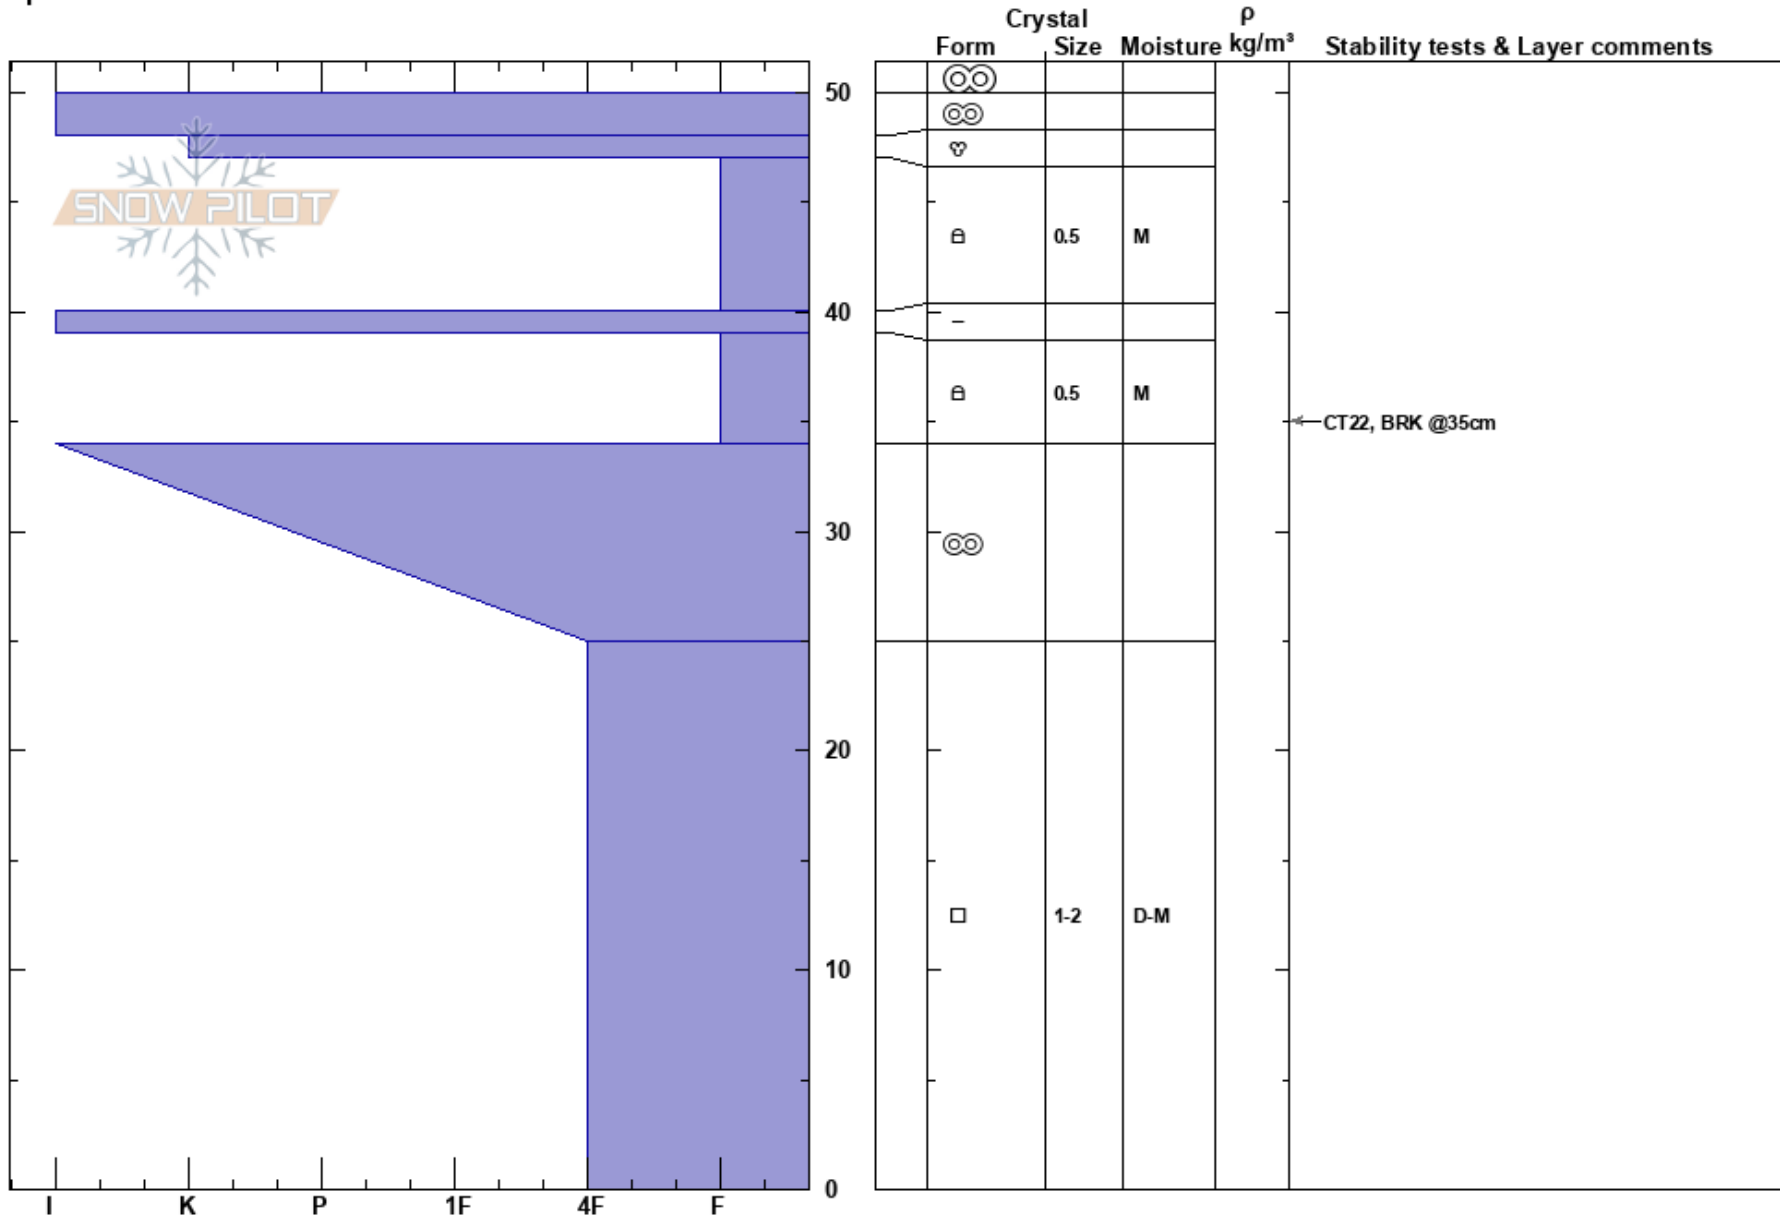 Crystal ρ
Form Size Moisture kg/m³ Stability tests & Layer comments
50
SNOW PILOT
0.5 M
40
0.5 M
CT22, BRK @35cm
30
20
1-2 D-M
10
0
I K P 1F 4F F